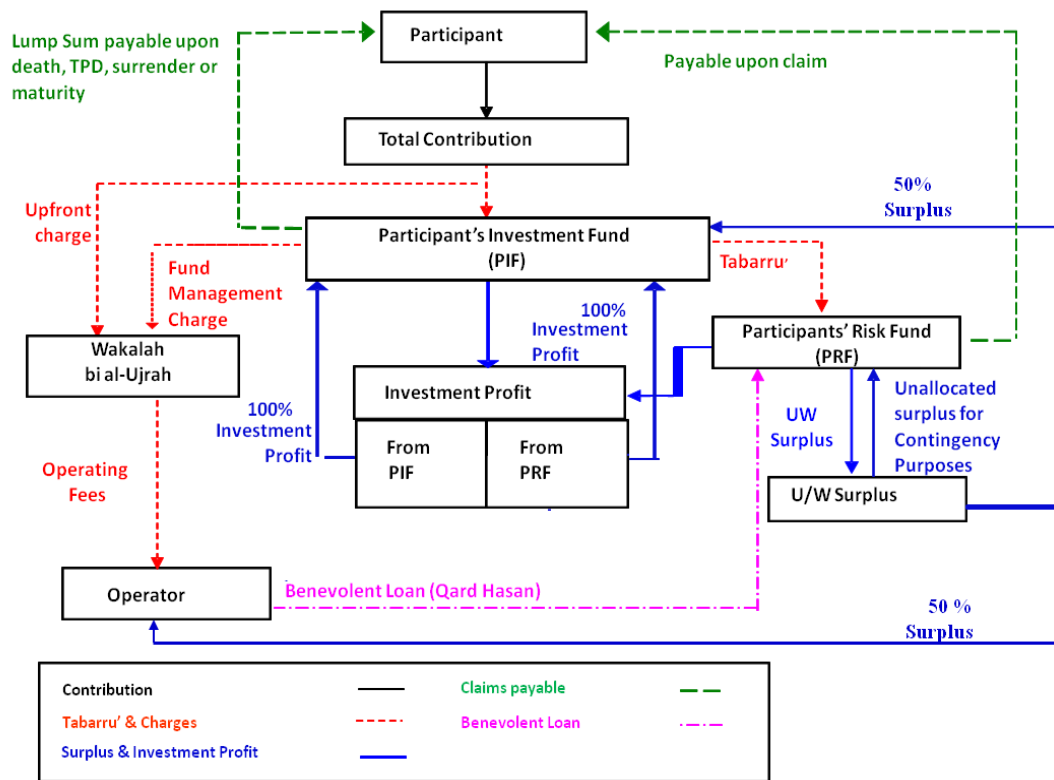 Participant
Lump Sum payable upon
death, TPD, surrender or
maturity
Payable upon claim
Total Contribution
50%
Surplus
Upfront
charge
Participant's Investment Fund
(PIF)
Tabarru'
Fund
Management
Charge
100%
Investment
Profit
Participants' Risk Fund
(PRF)
Wakalah
bi al-Ujrah
Investment Profit
100%
Investment
Profit
From
PIF
From
PRF
UW
Surplus
Unallocated
surplus for
Contingency
Purposes
Operating
Fees
U/W Surplus
Operator
Benevolent Loan (Qard Hasan)
50 %
Surplus
Contribution
Claims payable
Tabarru' & Charges
Benevolent Loan
Surplus & Investment Profit